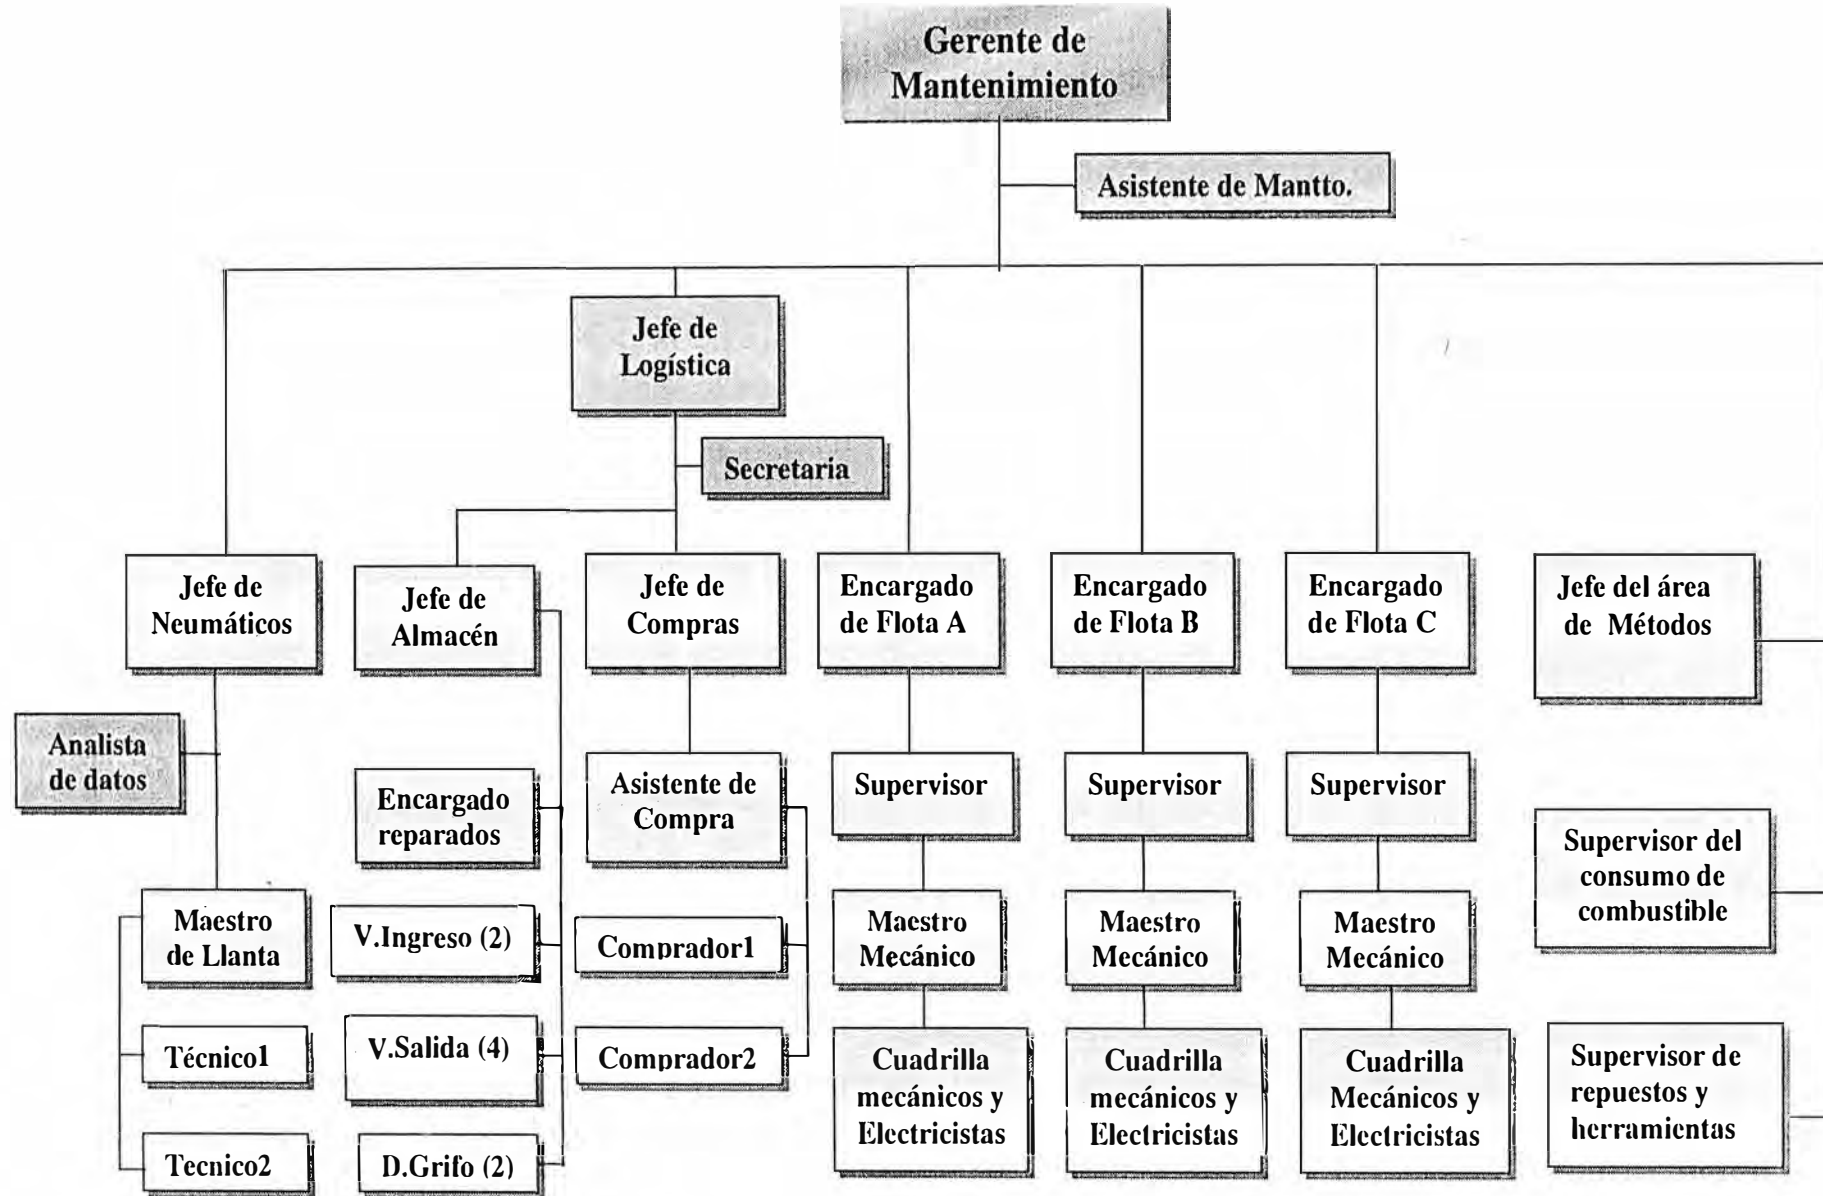 Gerente de
Mantenimiento
Asistente de Mantto.
Jefe de
Logística
Secretaria
Jefe de
Neumáticos
Jefe de
Almacén
Jefe de
Compras
Encargado
de Flota A
Encargado
de Flota B
Encargado
de Flota C
Jefe del área
de Métodos
Analista
de datos
Encargado
reparados
Asistente de
Compra
Supervisor
Supervisor
Supervisor
Supervisor del
consumo de
combustible
Maestro
de Llanta
V.Ingreso (2)
Comprador1
Maestro
Mecánico
Maestro
Mecánico
Maestro
Mecánico
Técnico1
V.Salida (4)
Comprador2
Cuadrilla
mecánicos y
Electricistas
Cuadrilla
mecánicos y
Electricistas
Cuadrilla
Mecánicos y
Electricistas
Supervisor de
repuestos y
herramientas
Tecnico2
D.Grifo (2)